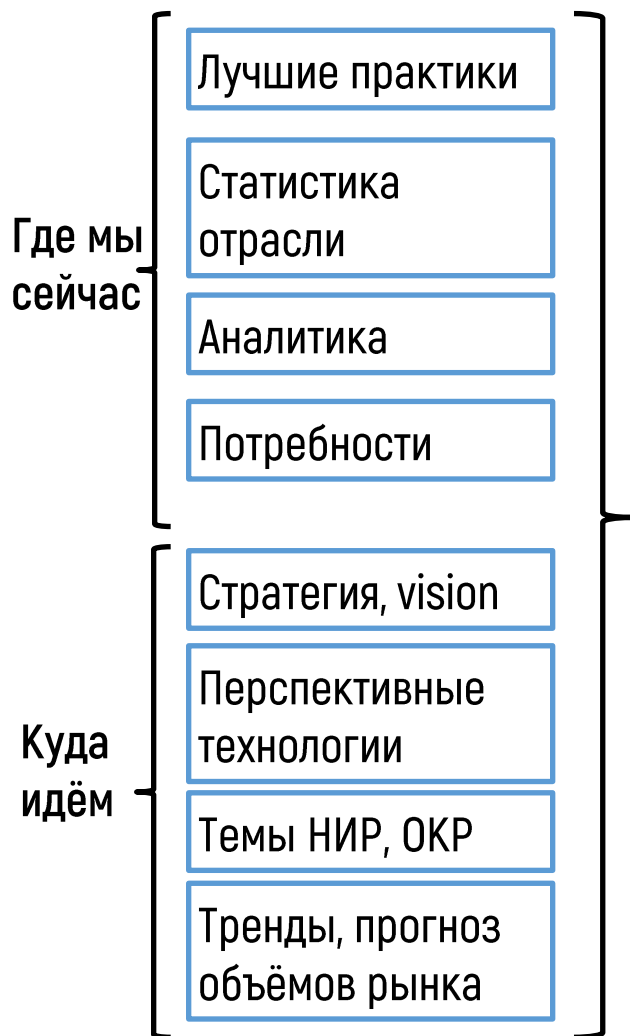 Где мы
сейчас
Лучшие практики
Статистика
отрасли
Аналитика
Потребности
Куда
идём
Стратегия, vision
Перспективные
технологии
Темы НИР, ОКР
Тренды, прогноз
объёмов рынка